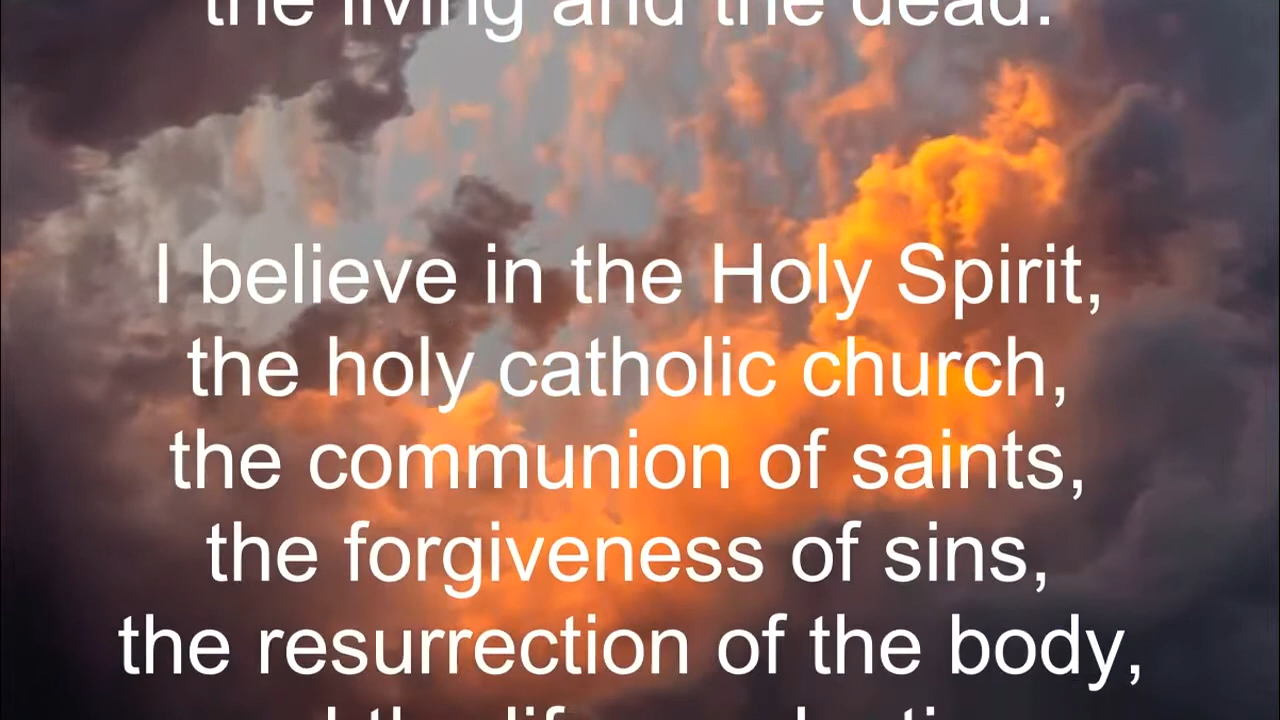 the living and the dead.
I believe in the Holy Spirit,
the holy catholic church,
the communion of saints,
the forgiveness of sins,
the resurrection of the body,